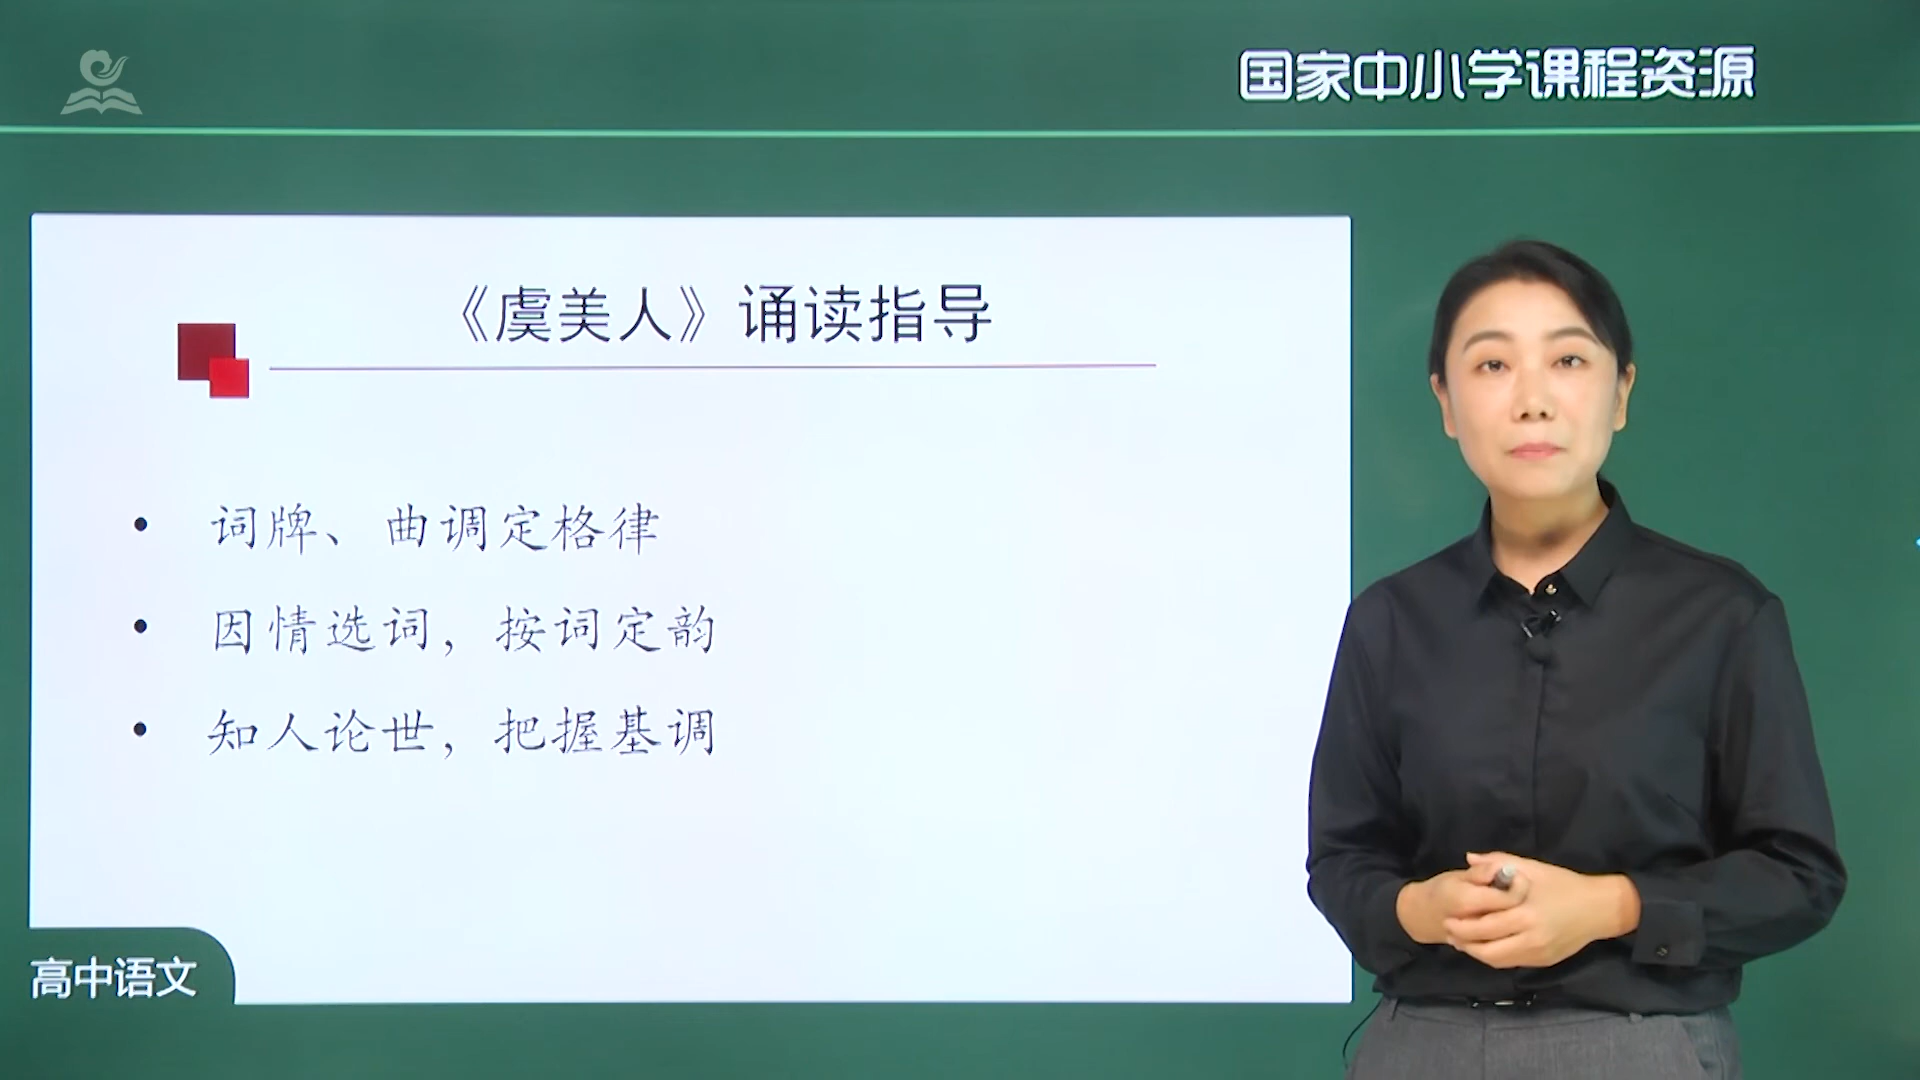 国家中小学课程资源
《虞美人》诵读指导
• 词牌、曲调定格律
• 因情选词，按词定韵
• 知人论世，把握基调
高中语文